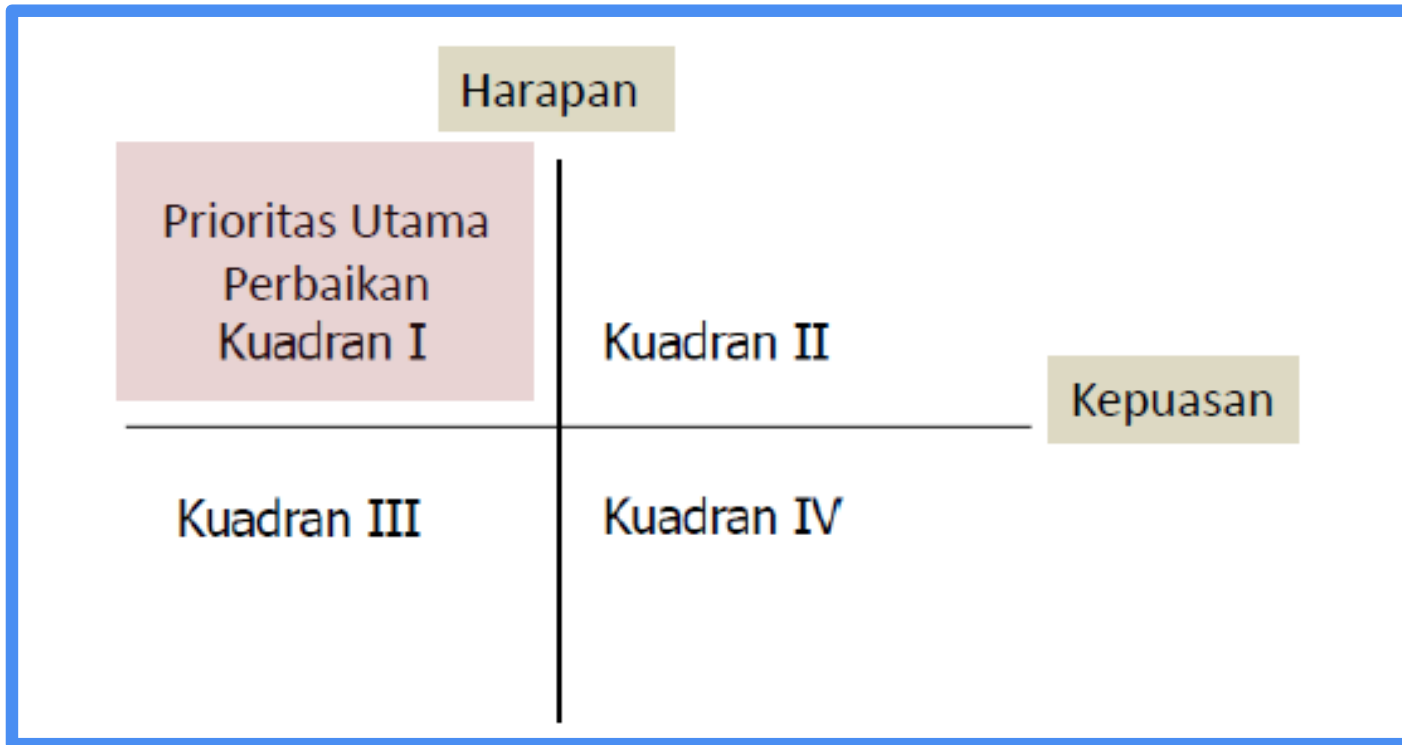 Harapan
Prioritas Utama
Perbaikan
Kuadran I
Kuadran II
Kepuasan
Kuadran III
Kuadran IV